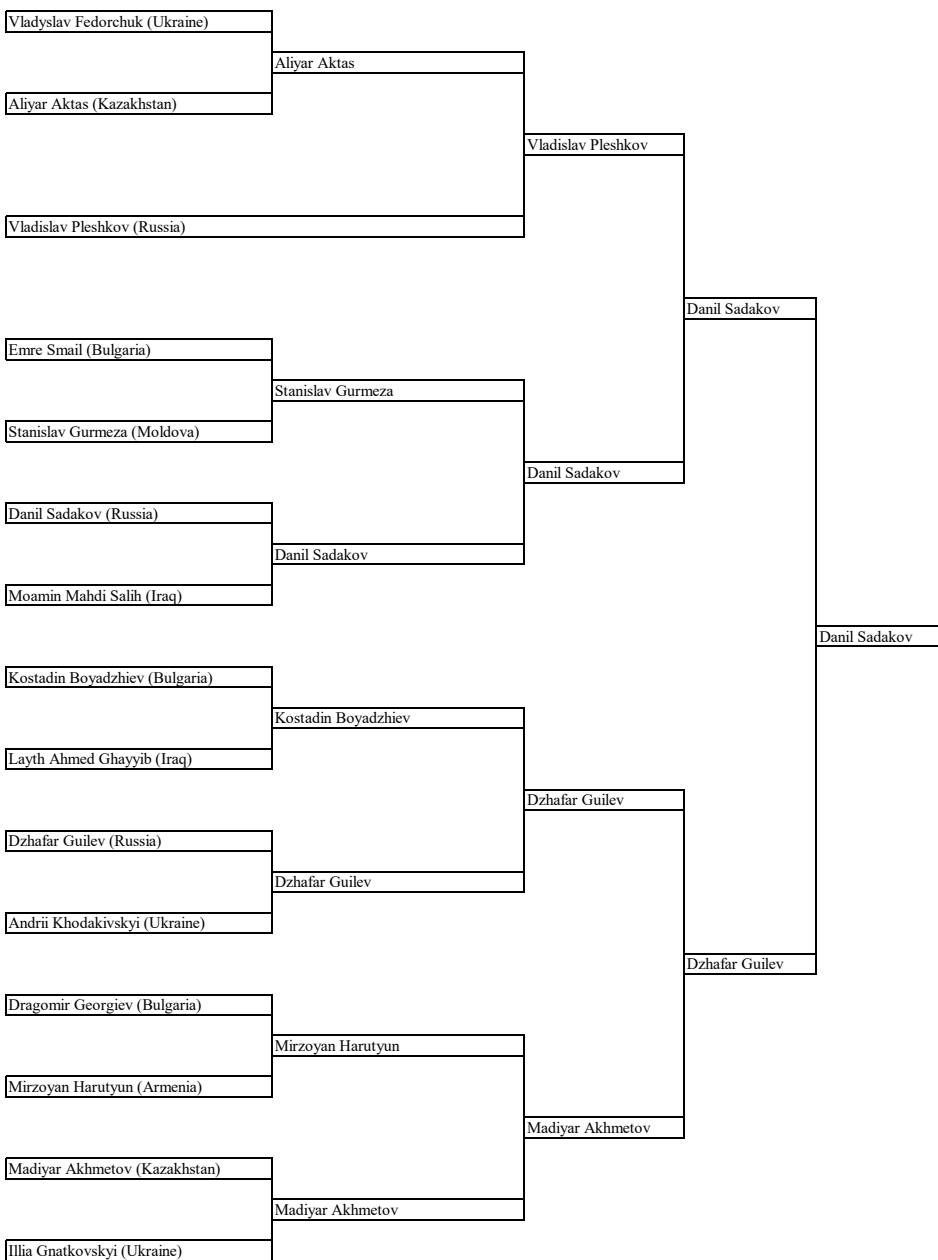 Vladyslav Fedorchuk (Ukraine)
Aliyar Aktas
Aliyar Aktas (Kazakhstan)
Vladislav Pleshkov
Vladislav Pleshkov (Russia)
Danil Sadakov
Emre Smail (Bulgaria)
Stanislav Gurmeza
Stanislav Gurmeza (Moldova)
Danil Sadakov
Danil Sadakov (Russia)
Danil Sadakov
Moamin Mahdi Salih (Iraq)
Danil Sadakov
Kostadin Boyadzhiev (Bulgaria)
Kostadin Boyadzhiev
Layth Ahmed Ghayyib (Iraq)
Dzhafar Guilev
Dzhafar Guilev (Russia)
Dzhafar Guilev
Andrii Khodakivskyi (Ukraine)
Dzhafar Guilev
Dragomir Georgiev (Bulgaria)
Mirzoyan Harutyun
Mirzoyan Harutyun (Armenia)
Madiyar Akhmetov
Madiyar Akhmetov (Kazakhstan)
Madiyar Akhmetov
Illia Gnatkovskyi (Ukraine)